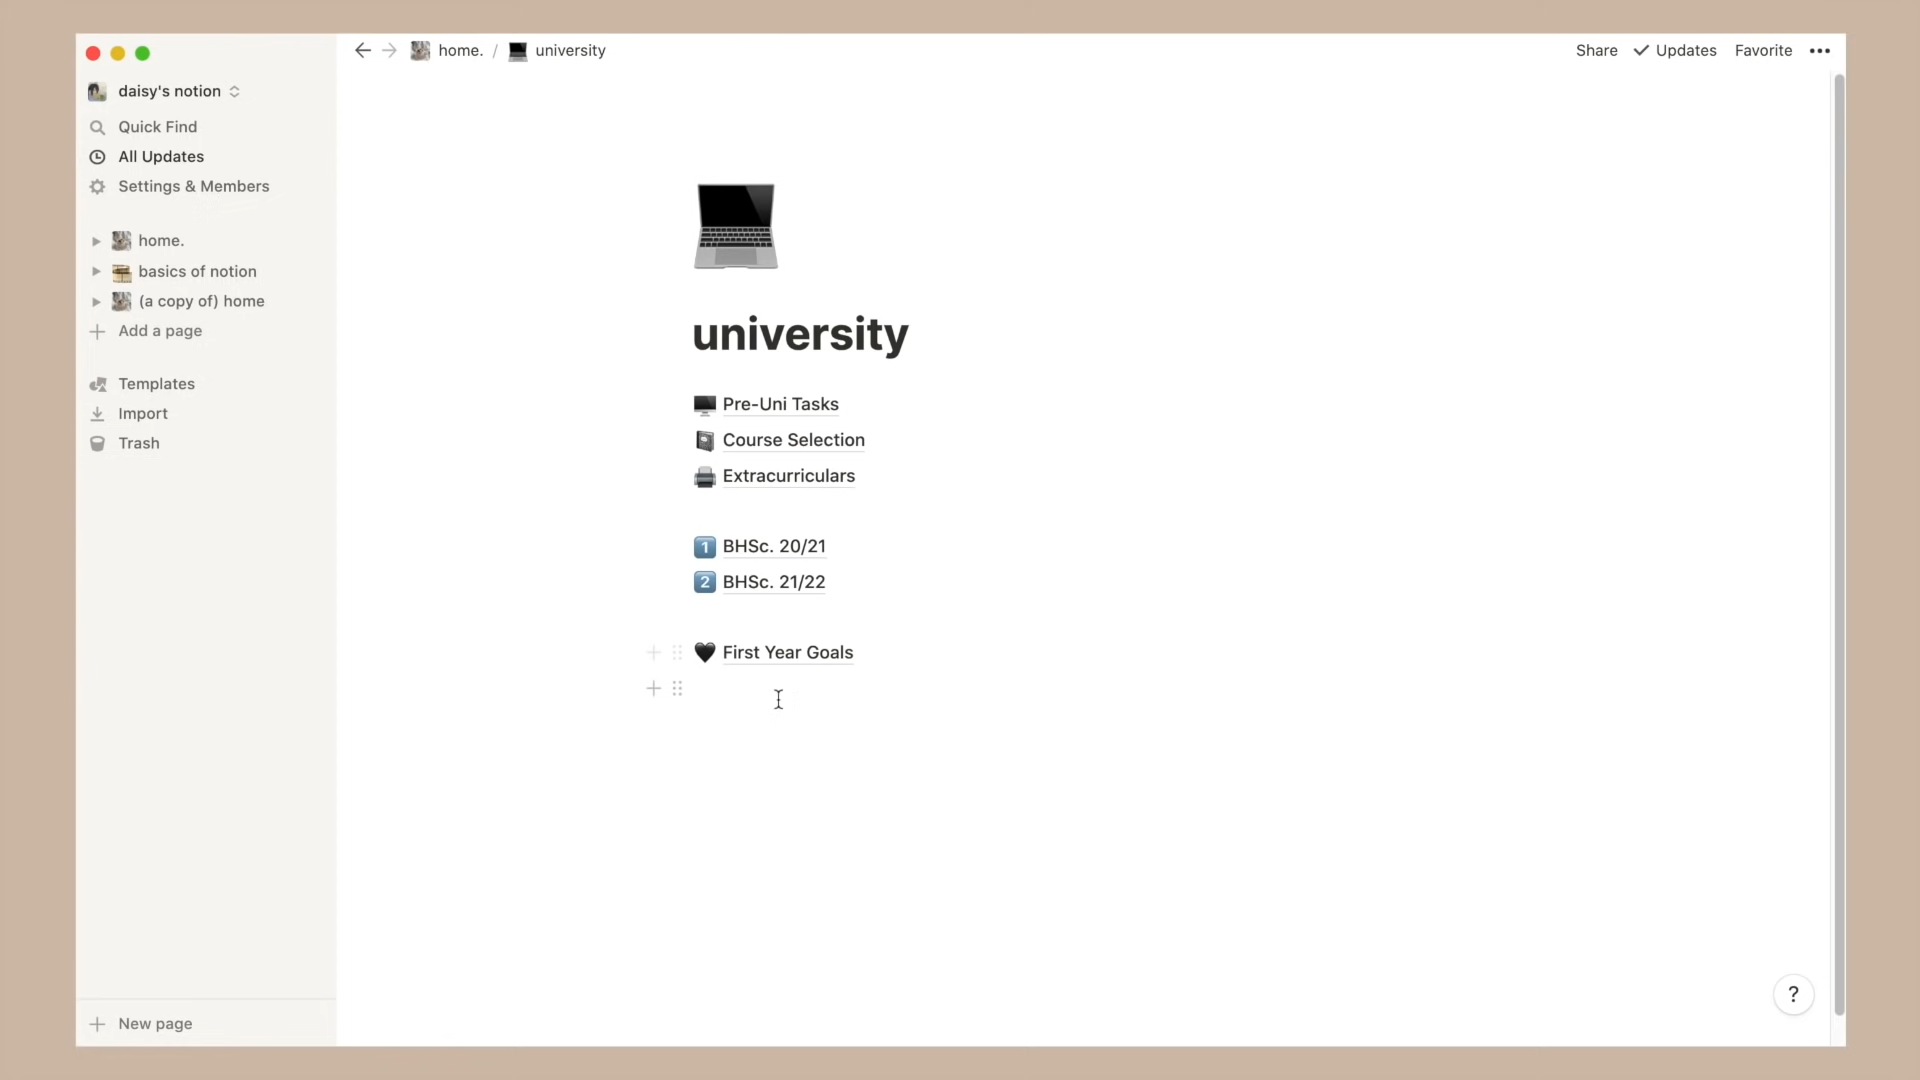 home. / university
Share Updates Favorite
daisy's notion
Quick Find
All Updates
Settings & Members
home.
basics of notion
(a copy of) home
Add a page
Templates
Import
Trash
New page
university
Pre-Uni Tasks
Course Selection
Extracurriculars
1 BHSc. 20/21
2 BHSc. 21/22
First Year Goals
?